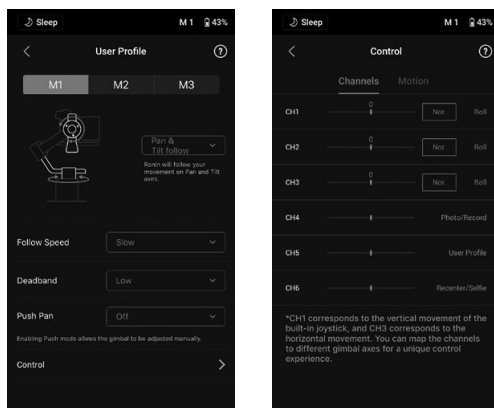 Sleep M 1 43%
User Profile
M1 M2 M3
Pan &
Tilt follow
Ronin will follow your
movement on Pan and Tilt
axes.
Follow Speed Slow
Deadband Low
Push Pan Off
Enabling Push mode allows the gimbal to be adjusted manually.
Control
Sleep M 1 43%
Control
Channels Motion
CH1 0 Nor. Roll
CH2 0 Nor. Roll
CH3 0 Nor. Roll
CH4 Photo/Record
CH5 User Profile
CH6 Recenter/Selfie
*CH1 corresponds to the vertical movement of the
built-in joystick, and CH3 corresponds to the
horizontal movement. You can map the channels
to different gimbal axes for a unique control
experience.